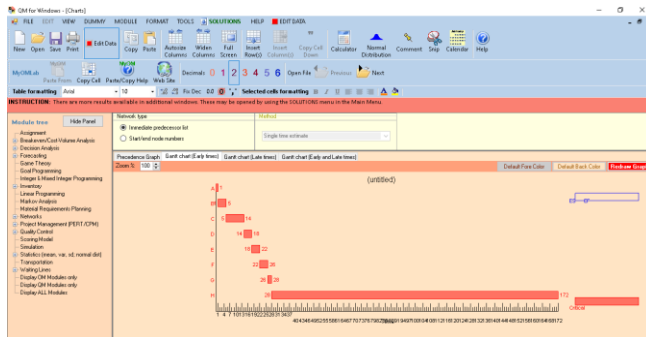 QM for Windows - [Charts]
FILE EDIT VIEW DUMMY MODULE FORMAT TOOLS SOLUTIONS HELP EDIT DATA
New Open Save Print Edit Data Copy Paste Autosize Columns Widen Columns Full Screen Insert Row(s) Insert Column(s) Copy Cell Down Calculator Normal Distribution Comment Snip Calendar Help
MyOMLab Paste From Copy Cell Paste/Copy Help Web Site Decimals 0 1 2 3 4 5 6 Open File Previous Next
Table formatting Arial 10 Fix Dec 0.0 Selected cells formatting B I
INSTRUCTION: There are more results available in additional windows. These may be opened by using the SOLUTIONS menu in the Main Menu.
Module tree Hide Panel
Network type
Method
Immediate predecessor list
Single time estimate
Start/end node numbers
Precedence Graph Gantt chart (Early times) Gantt chart (Late times) Gantt chart (Early and Late times)
Zoom % 100 Default Fore Color Default Back Color Redraw Graph
Assignment
Breakeven/Cost-Volume Analysis
Decision Analysis
Forecasting
Game Theory
Goal Programming
Integer & Mixed Integer Programming
Inventory
Linear Programming
Markov Analysis
Material Requirements Planning
Networks
Project Management (PERT/CPM)
Quality Control
Scoring Model
Simulation
Statistics (mean, var, sd, normal dist)
Transportation
Waiting Lines
Display OM Modules only
Display QM Modules only
Display ALL Modules
(untitled)
A
C 14
D 14 18
E 18 22
F 22 26
G 26 28
H 28 172
Critical